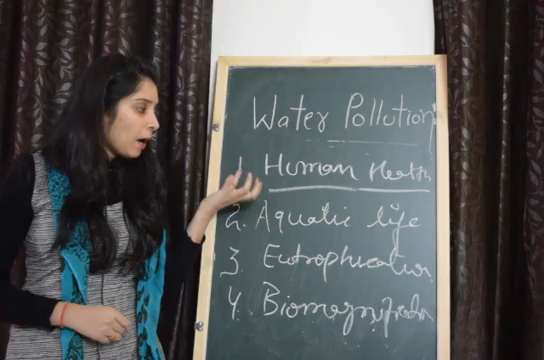 Water Pollution
1. Human Health
2. Aquatic life
3. Eutrophication
4. Biomagnification